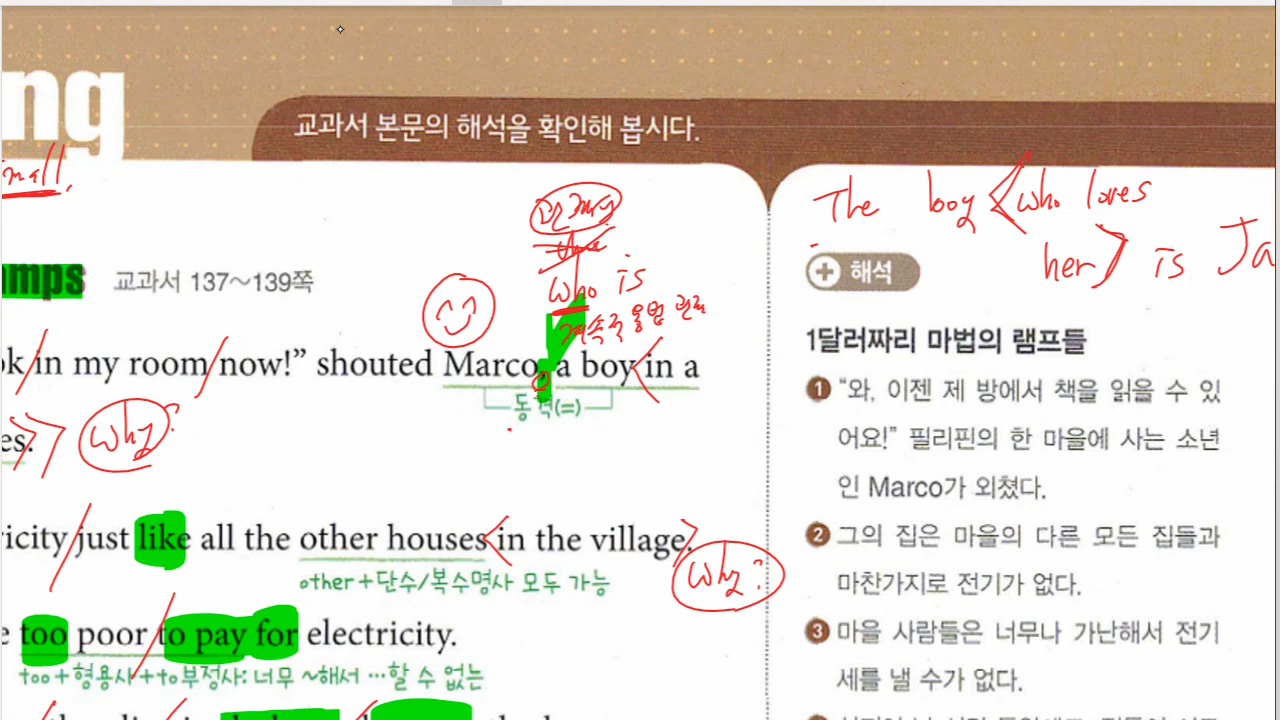 ng
교과서 본문의 해석을 확인해 봅시다.
mall.
The boy who loves
her is Ja
amps 교과서 137~139쪽
who is
계속적 용법 관.대
ok in my room now!” shouted Marco, a boy in a
동격(=)
es. Why?
ricity just like all the other houses in the village.
other+단수/복수명사 모두 가능
Why?
e too poor to pay for electricity.
too+형용사+to부정사: 너무 ~해서 …할 수 없는
+ 해석
1달러짜리 마법의 램프들
1 “와, 이젠 제 방에서 책을 읽을 수 있
어요!” 필리핀의 한 마을에 사는 소년
인 Marco가 외쳤다.
2 그의 집은 마을의 다른 모든 집들과
마찬가지로 전기가 없다.
3 마을 사람들은 너무나 가난해서 전기
세를 낼 수가 없다.